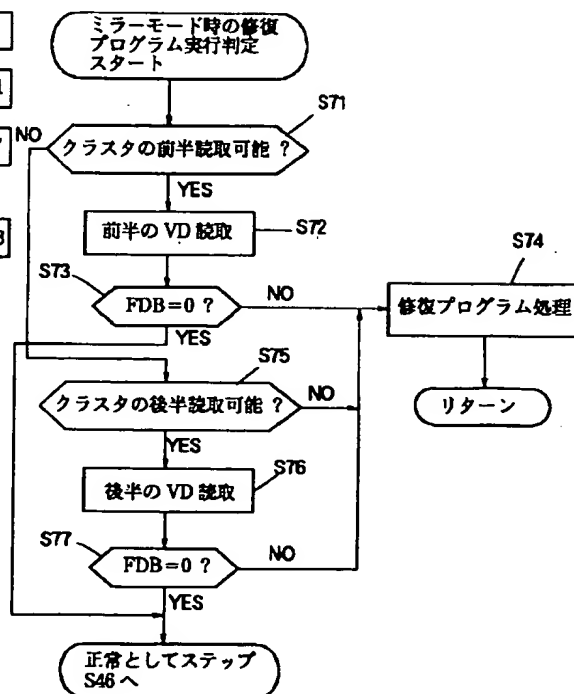 ミラーモード時の修復
プログラム実行判定
スタート
S71
NO
クラスタの前半読取可能 ?
YES
前半の VD 読取
S72
S73
FDB=0 ?
NO
YES
S74
修復プログラム処理
リターン
S75
クラスタの後半読取可能 ?
NO
YES
S76
後半の VD 読取
S77
FDB=0 ?
NO
YES
正常としてステップ
S46 へ